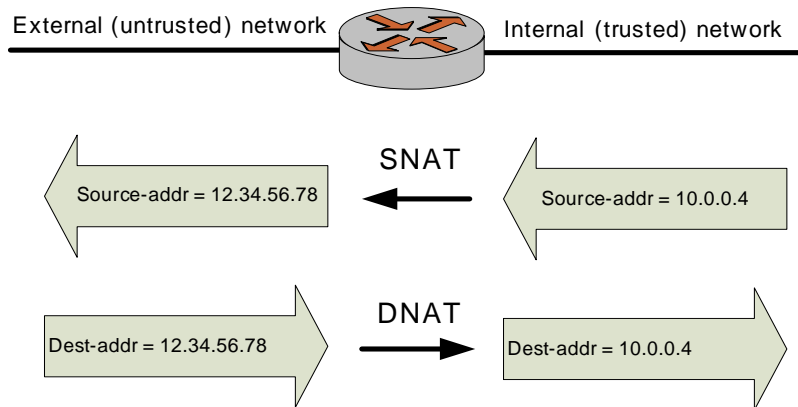 External (untrusted) network
Internal (trusted) network
SNAT
Source-addr = 12.34.56.78
Source-addr = 10.0.0.4
DNAT
Dest-addr = 12.34.56.78
Dest-addr = 10.0.0.4